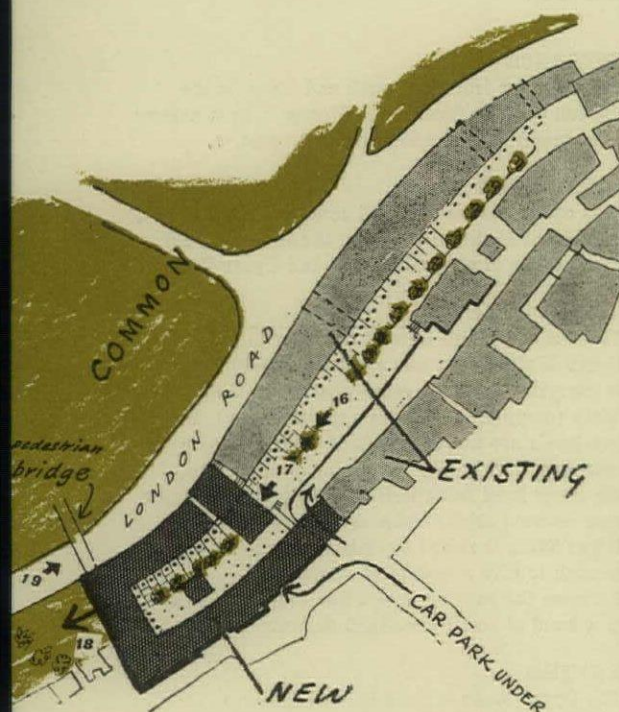 COMMON
LONDON ROAD
pedestrian
bridge
16
17
EXISTING
19
18
CAR PARK UNDER
NEW